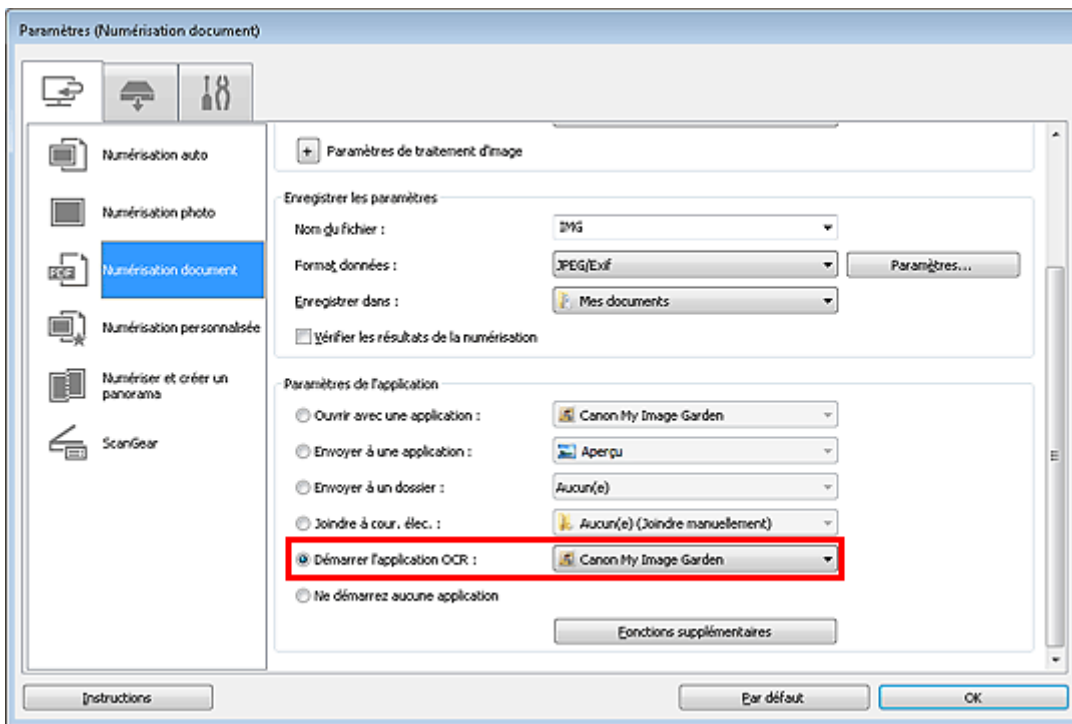 Paramètres (Numérisation document)
Numérisation auto
Numérisation photo
PDF
Numérisation document
Numérisation personnalisée
Numériser et créer un
panorama
ScanGear
+ Paramètres de traitement d'image
Enregistrer les paramètres
Nom du fichier : IMG
Format données : JPEG/Exif Paramètres...
Enregistrer dans : Mes documents
Vérifier les résultats de la numérisation
Paramètres de l'application
Ouvrir avec une application : Canon My Image Garden
Envoyer à une application : Aperçu
Envoyer à un dossier : Aucun(e)
Joindre à cour. élec. : Aucun(e) (Joindre manuellement)
Démarrer l'application OCR : Canon My Image Garden
Ne démarrez aucune application
Fonctions supplémentaires
Instructions Par défaut OK